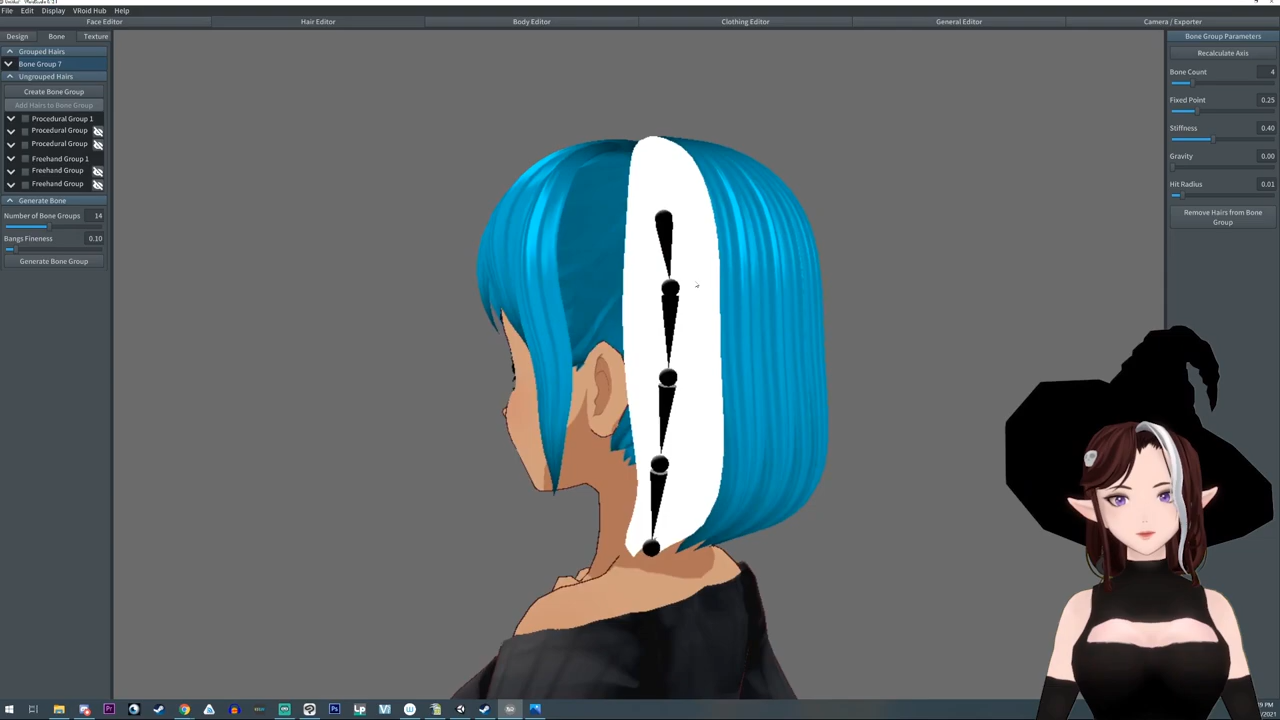 File Edit Display VRoid Hub Help
Face Editor Hair Editor Body Editor Clothing Editor General Editor Camera / Exporter
Design Bone Texture
Grouped Hairs
Bone Group 7
Ungrouped Hairs
Create Bone Group
Add Hairs to Bone Group
Procedural Group 1
Procedural Group
Procedural Group
Freehand Group 1
Freehand Group
Freehand Group
Generate Bone
Number of Bone Groups 14
Bangs Fineness 0.10
Generate Bone Group
Bone Group Parameters
Recalculate Axis
Bone Count 4
Fixed Point 0.25
Stiffness 0.40
Gravity 0.00
Hit Radius 0.01
Remove Hairs from Bone
Group